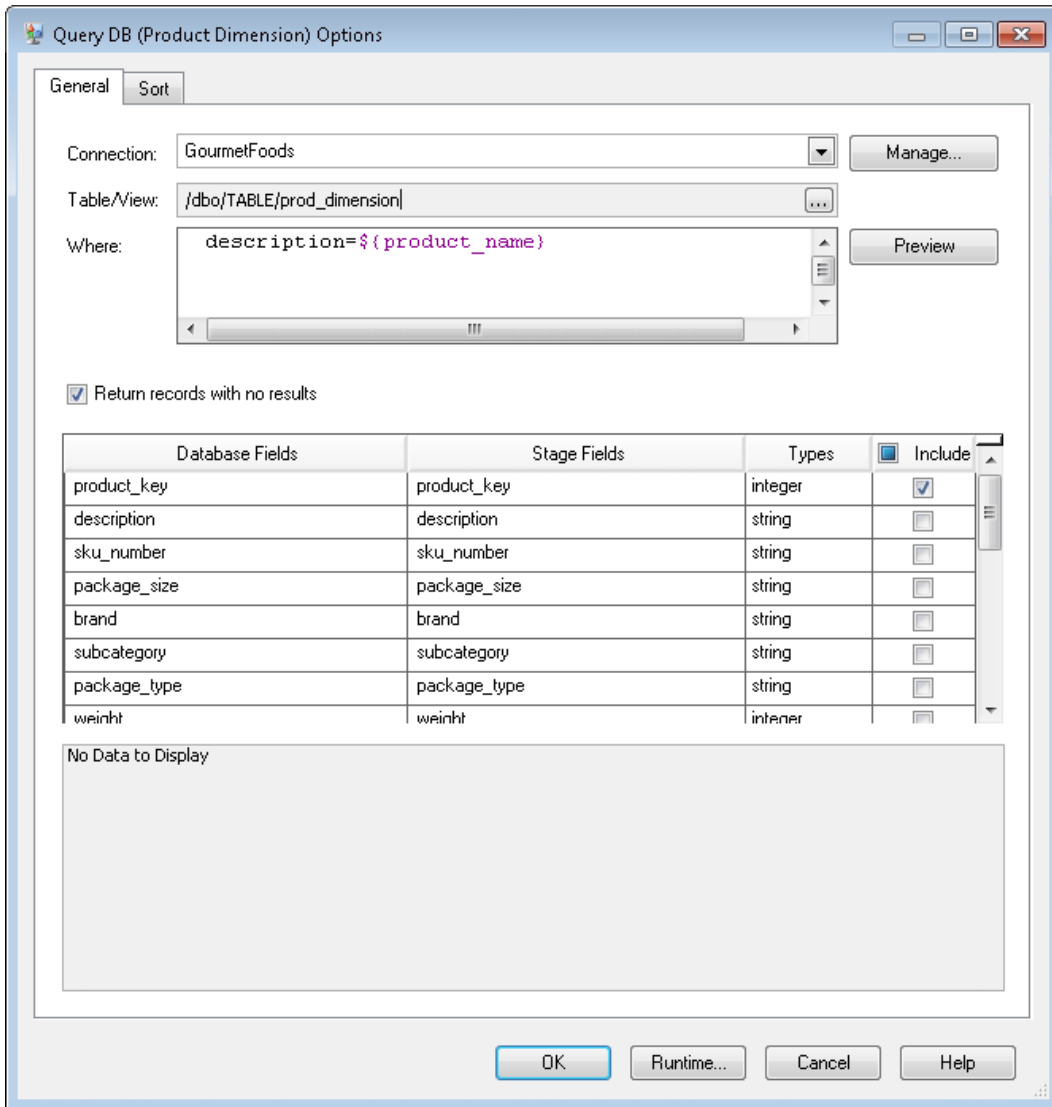 Query DB (Product Dimension) Options
General Sort
Connection: GourmetFoods Manage...
Table/View: /dbo/TABLE/prod_dimension ...
Where: description=${product_name} Preview
Return records with no results
Database Fields Stage Fields Types Include
product_key product_key integer
description description string
sku_number sku_number string
package_size package_size string
brand brand string
subcategory subcategory string
package_type package_type string
weight weight integer
No Data to Display
OK Runtime... Cancel Help